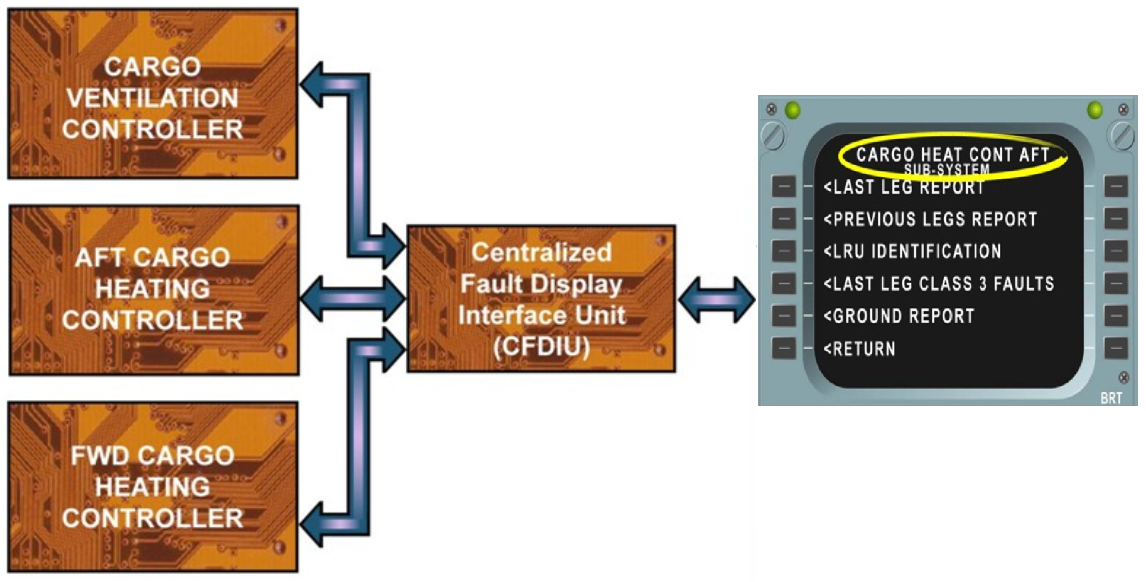 CARGO
VENTILATION
CONTROLLER
AFT CARGO
HEATING
CONTROLLER
FWD CARGO
HEATING
CONTROLLER
Centralized
Fault Display
Interface Unit
(CFDIU)
CARGO HEAT CONT AFT
SUB-SYSTEM
<LAST LEG REPORT
<PREVIOUS LEGS REPORT
<LRU IDENTIFICATION
<LAST LEG CLASS 3 FAULTS
<GROUND REPORT
<RETURN
BRT